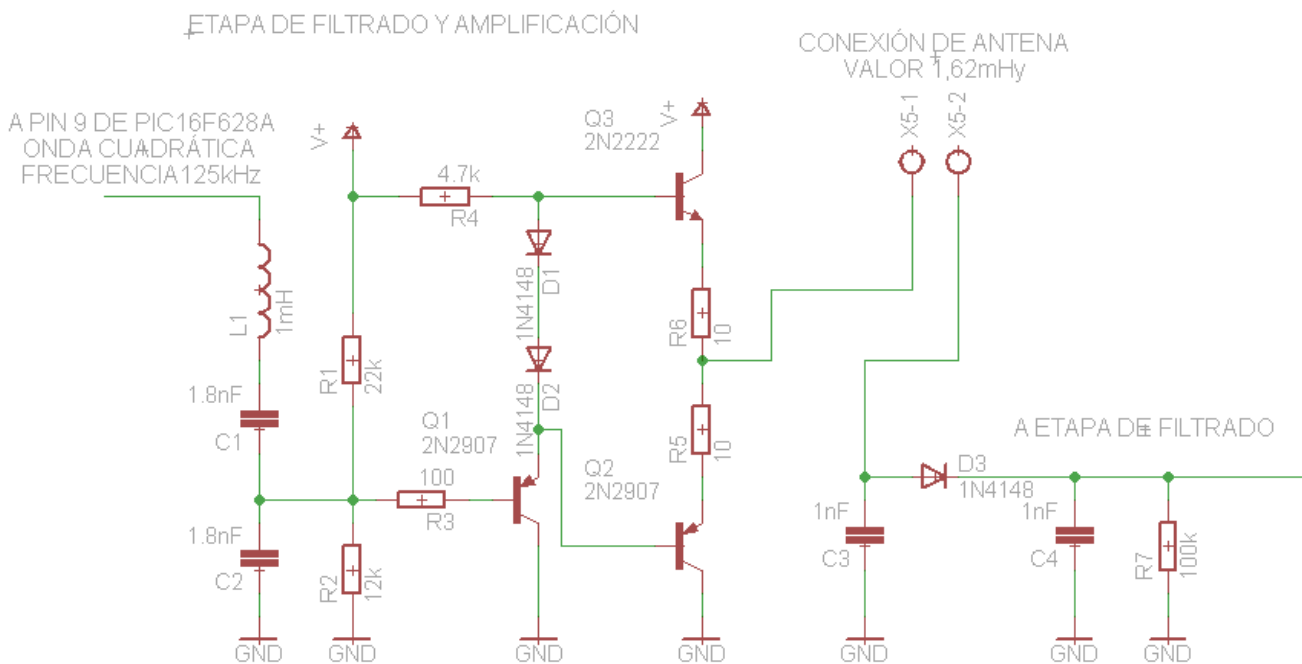 ETAPA DE FILTRADO Y AMPLIFICACIÓN
CONEXIÓN DE ANTENA
VALOR 1,62mHy
A PIN 9 DE PIC16F628A
ONDA CUADRÁTICA
FRECUENCIA125kHz
V+
Q3
2N2222
V+
X5-1
X5-2
4.7k
R4
L1
1mH
1N4148
D1
R6
10
R1
22k
1.8nF
C1
1N4148
D2
Q1
2N2907
R5
10
A ETAPA DE FILTRADO
100
R3
Q2
2N2907
D3
1N4148
1.8nF
C2
R2
12k
1nF
C3
1nF
C4
R7
100k
GND
GND
GND
GND
GND
GND
GND